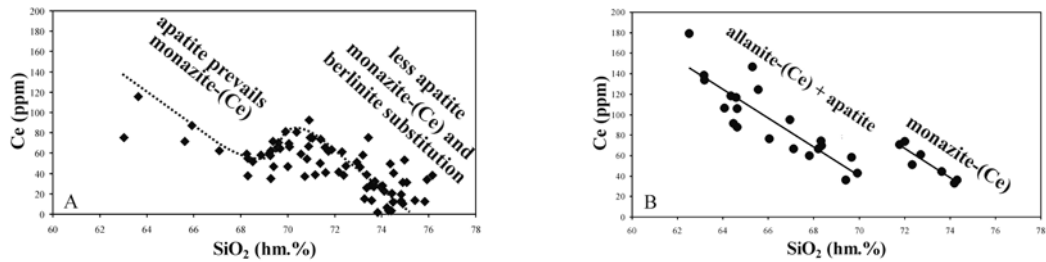 200
180
160
140
120
100
80
60
40
20
0
Ce (ppm)
apatite prevails
monazite-(Ce)
less apatite
monazite-(Ce) and
berlinite substitution
A
60 62 64 66 68 70 72 74 76 78
SiO₂ (hm.%)
200
180
160
140
120
100
80
60
40
20
0
Ce (ppm)
allanite-(Ce) + apatite
monazite-(Ce)
B
60 62 64 66 68 70 72 74 76 78
SiO₂ (hm.%)